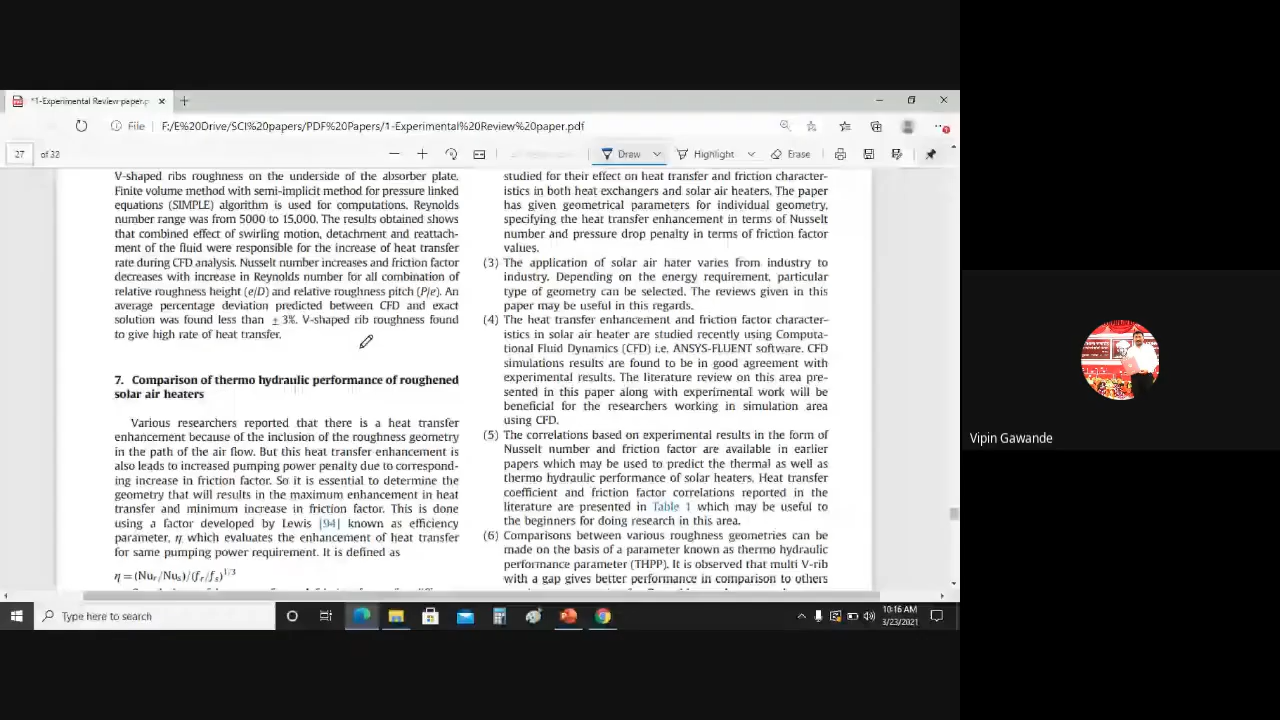 *1-Experimental Review paper.p
File
F:/E%20Drive/SCI%20papers/PDF%20Papers/1-Experimental%20Review%20paper.pdf
27 of 32
Draw
Highlight
Erase
V-shaped ribs roughness on the underside of the absorber plate.
Finite volume method with semi-implicit method for pressure linked
equations (SIMPLE) algorithm is used for computations. Reynolds
number range was from 5000 to 15,000. The results obtained shows
that combined effect of swirling motion, detachment and reattach-
ment of the fluid were responsible for the increase of heat transfer
rate during CFD analysis. Nusselt number increases and friction factor
decreases with increase in Reynolds number for all combination of
relative roughness height (e/D) and relative roughness pitch (P/e). An
average percentage deviation predicted between CFD and exact
solution was found less than ±3%. V-shaped rib roughness found
to give high rate of heat transfer.
7. Comparison of thermo hydraulic performance of roughened
solar air heaters
Various researchers reported that there is a heat transfer
enhancement because of the inclusion of the roughness geometry
in the path of the air flow. But this heat transfer enhancement is
also leads to increased pumping power penalty due to correspond-
ing increase in friction factor. So it is essential to determine the
geometry that will results in the maximum enhancement in heat
transfer and minimum increase in friction factor. This is done
using a factor developed by Lewis [94] known as efficiency
parameter, η which evaluates the enhancement of heat transfer
for same pumping power requirement. It is defined as
η = (Nur/Nus)/(fr/fs)^1/3
studied for their effect on heat transfer and friction character-
istics in both heat exchangers and solar air heaters. The paper
has given geometrical parameters for individual geometry,
specifying the heat transfer enhancement in terms of Nusselt
number and pressure drop penalty in terms of friction factor
values.
(3) The application of solar air hater varies from industry to
industry. Depending on the energy requirement, particular
type of geometry can be selected. The reviews given in this
paper may be useful in this regards.
(4) The heat transfer enhancement and friction factor character-
istics in solar air heater are studied recently using Computa-
tional Fluid Dynamics (CFD) i.e. ANSYS-FLUENT software. CFD
simulations results are found to be in good agreement with
experimental results. The literature review on this area pre-
sented in this paper along with experimental work will be
beneficial for the researchers working in simulation area
using CFD.
(5) The correlations based on experimental results in the form of
Nusselt number and friction factor are available in earlier
papers which may be used to predict the thermal as well as
thermo hydraulic performance of solar heaters. Heat transfer
coefficient and friction factor correlations reported in the
literature are presented in Table 1 which may be useful to
the beginners for doing research in this area.
(6) Comparisons between various roughness geometries can be
made on the basis of a parameter known as thermo hydraulic
performance parameter (THPP). It is observed that multi V-rib
with a gap gives better performance in comparison to others
Vipin Gawande
Type here to search
10:16 AM
3/23/2021